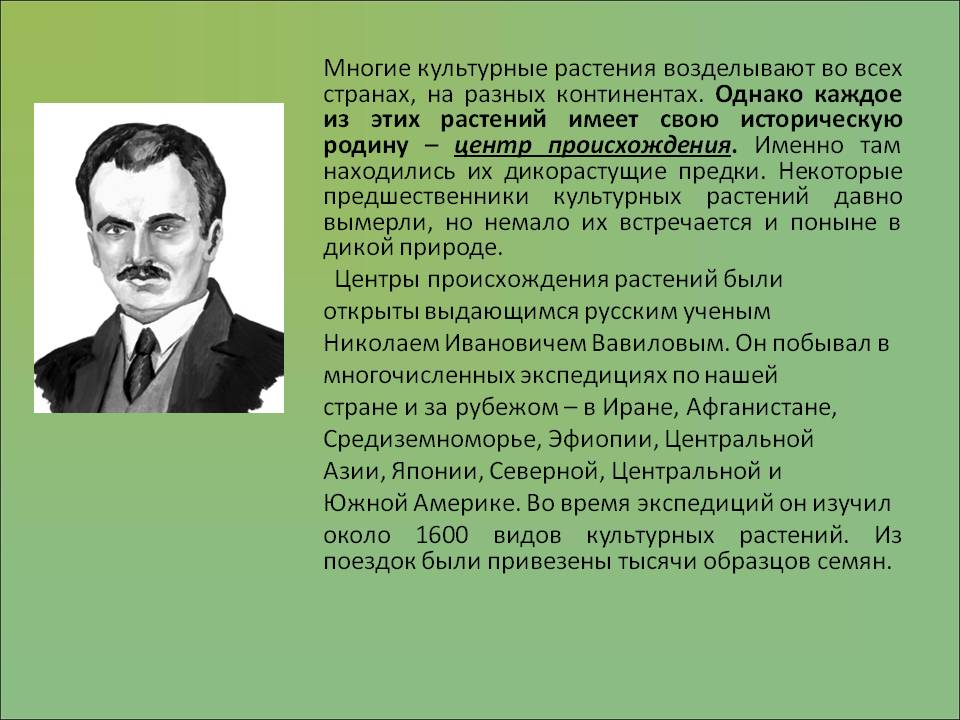 Многие культурные растения возделывают во всех
странах, на разных континентах. Однако каждое
из этих растений имеет свою историческую
родину – центр происхождения. Именно там
находились их дикорастущие предки. Некоторые
предшественники культурных растений давно
вымерли, но немало их встречается и поныне в
дикой природе.
Центры происхождения растений были
открыты выдающимся русским ученым
Николаем Ивановичем Вавиловым. Он побывал в
многочисленных экспедициях по нашей
стране и за рубежом – в Иране, Афганистане,
Средиземноморье, Эфиопии, Центральной
Азии, Японии, Северной, Центральной и
Южной Америке. Во время экспедиций он изучил
около 1600 видов культурных растений. Из
поездок были привезены тысячи образцов семян.